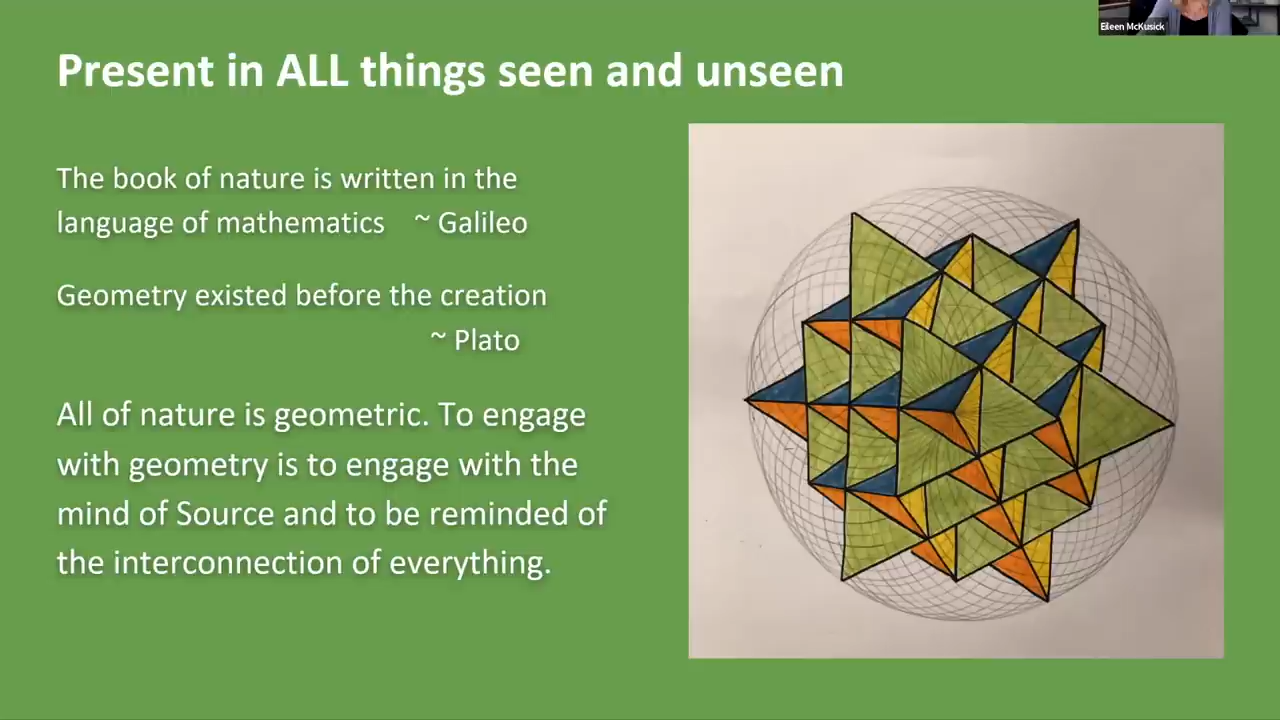 Eileen McKusick
Present in ALL things seen and unseen
The book of nature is written in the
language of mathematics ~ Galileo
Geometry existed before the creation
~ Plato
All of nature is geometric. To engage
with geometry is to engage with the
mind of Source and to be reminded of
the interconnection of everything.